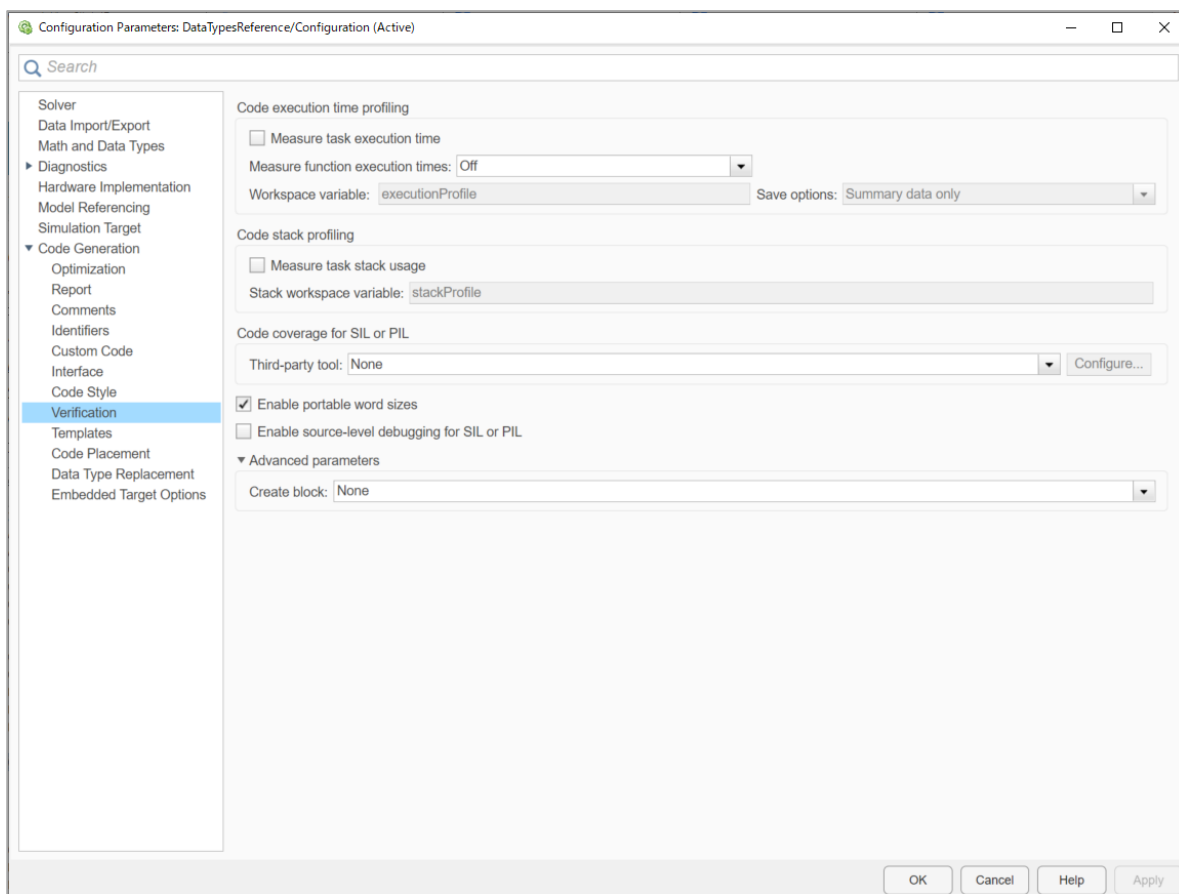 Configuration Parameters: DataTypesReference/Configuration (Active)
Search
Solver
Data Import/Export
Math and Data Types
Diagnostics
Hardware Implementation
Model Referencing
Simulation Target
Code Generation
Optimization
Report
Comments
Identifiers
Custom Code
Interface
Code Style
Verification
Templates
Code Placement
Data Type Replacement
Embedded Target Options
Code execution time profiling
Measure task execution time
Measure function execution times: Off
Workspace variable: executionProfile Save options: Summary data only
Code stack profiling
Measure task stack usage
Stack workspace variable: stackProfile
Code coverage for SIL or PIL
Third-party tool: None Configure...
Enable portable word sizes
Enable source-level debugging for SIL or PIL
Advanced parameters
Create block: None
OK Cancel Help Apply